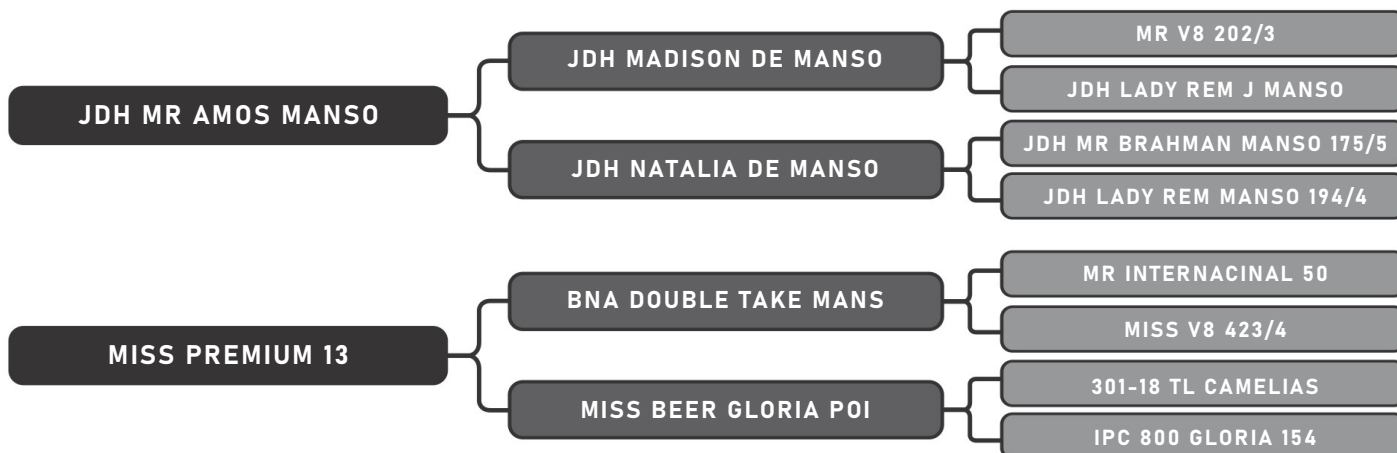 JDH MR AMOS MANSO
JDH MADISON DE MANSO
MR V8 202/3
JDH LADY REM J MANSO
JDH NATALIA DE MANSO
JDH MR BRAHMAN MANSO 175/5
JDH LADY REM MANSO 194/4
MISS PREMIUM 13
BNA DOUBLE TAKE MANS
MR INTERNACINAL 50
MISS V8 423/4
MISS BEER GLORIA POI
301-18 TL CAMELIAS
IPC 800 GLORIA 154